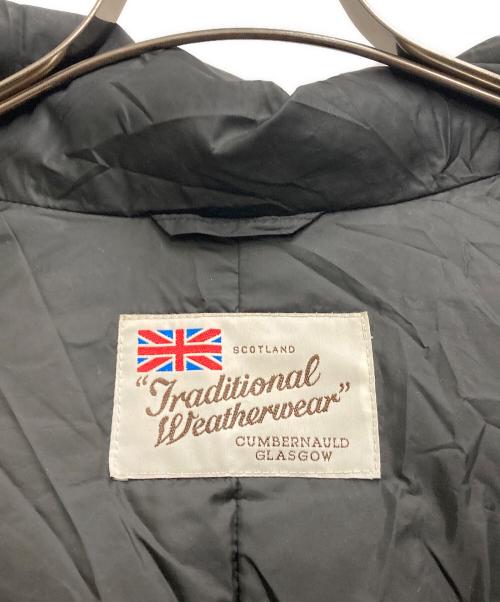 SCOTLAND
"Traditional
Weatherwear"
CUMBERNAULD
GLASGOW